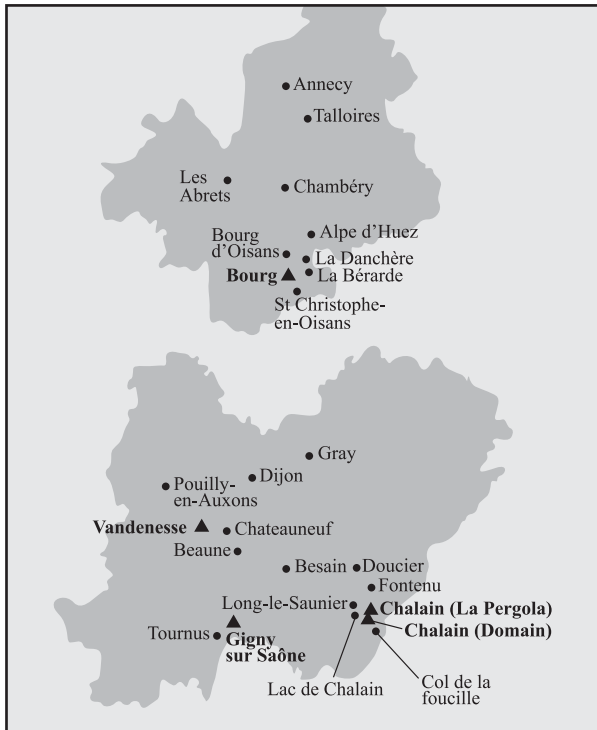 Annecy
Talloires
Les
Abrets
Chambéry
Alpe d'Huez
Bourg
d'Oisans
La Danchère
Bourg
La Bérarde
St Christophe-
en-Oisans
Gray
Dijon
Pouilly-
en-Auxons
Vandenesse
Chateauneuf
Beaune
Besain
Doucier
Fontenu
Long-le-Saunier
Chalain (La Pergola)
Chalain (Domain)
Tournus
Gigny
sur Saône
Lac de Chalain
Col de la
foucille